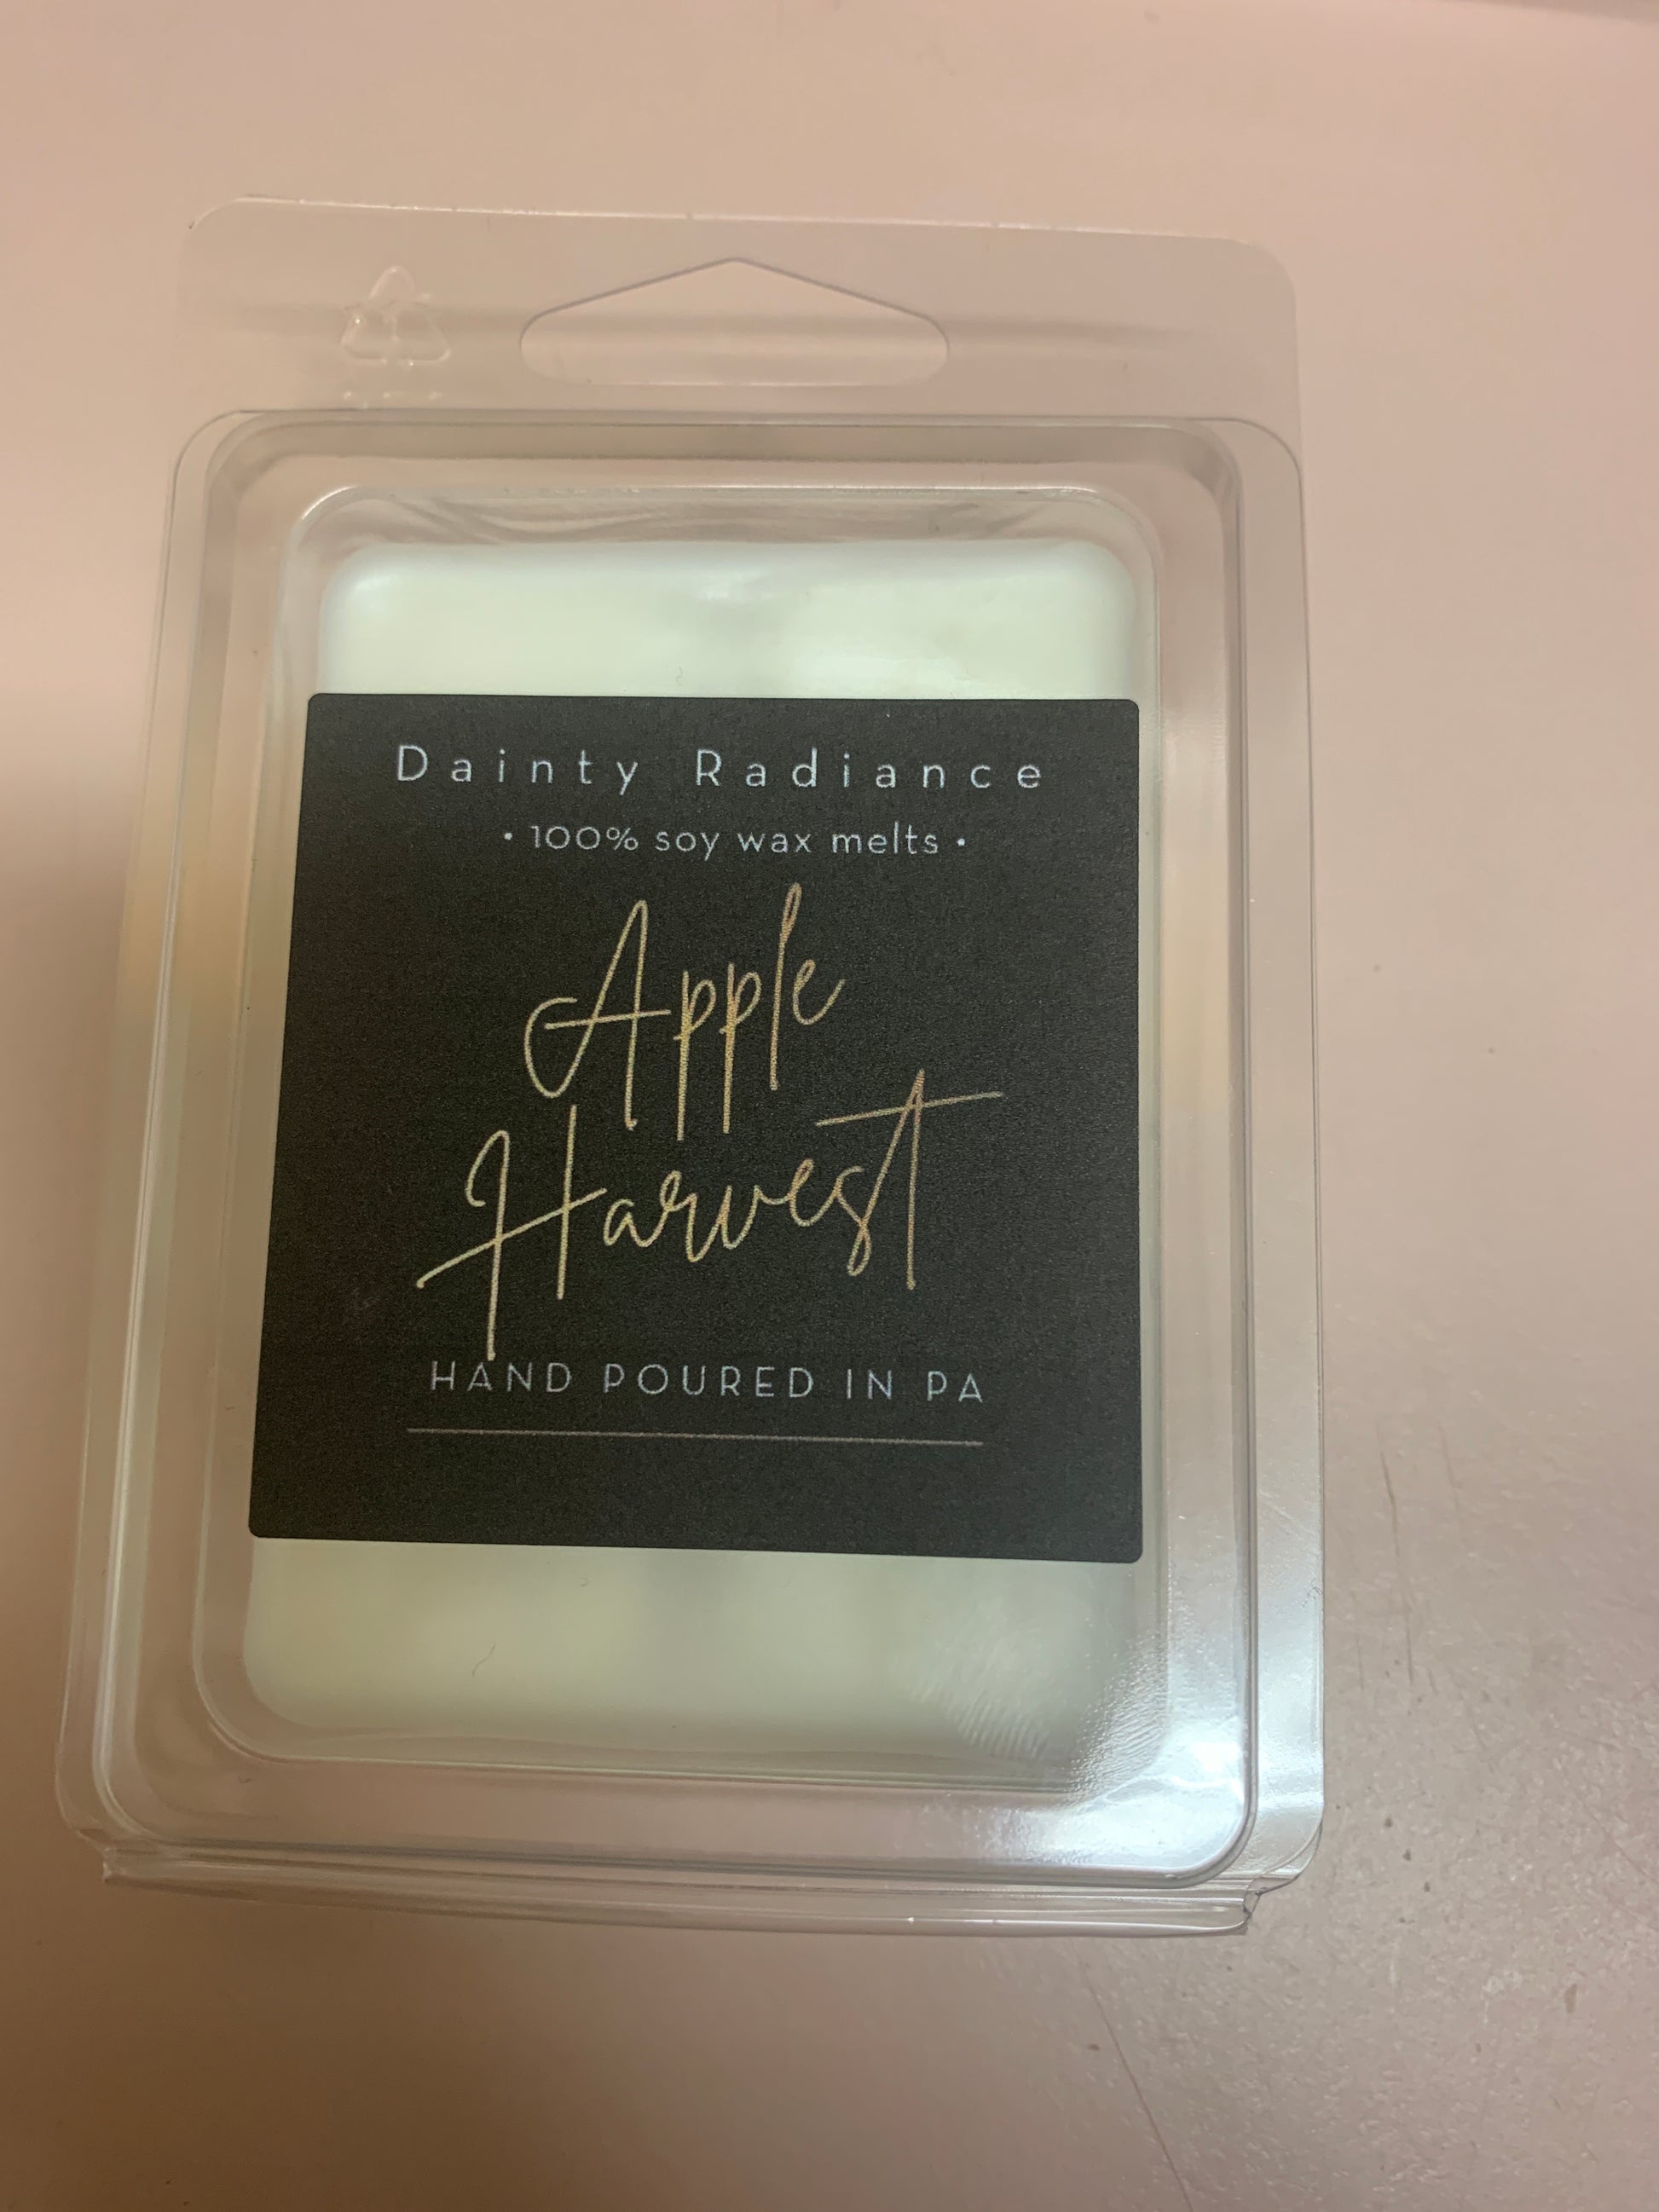 Dainty Radiance
• 100% soy wax melts •
Apple
Harvest
HAND POURED IN PA